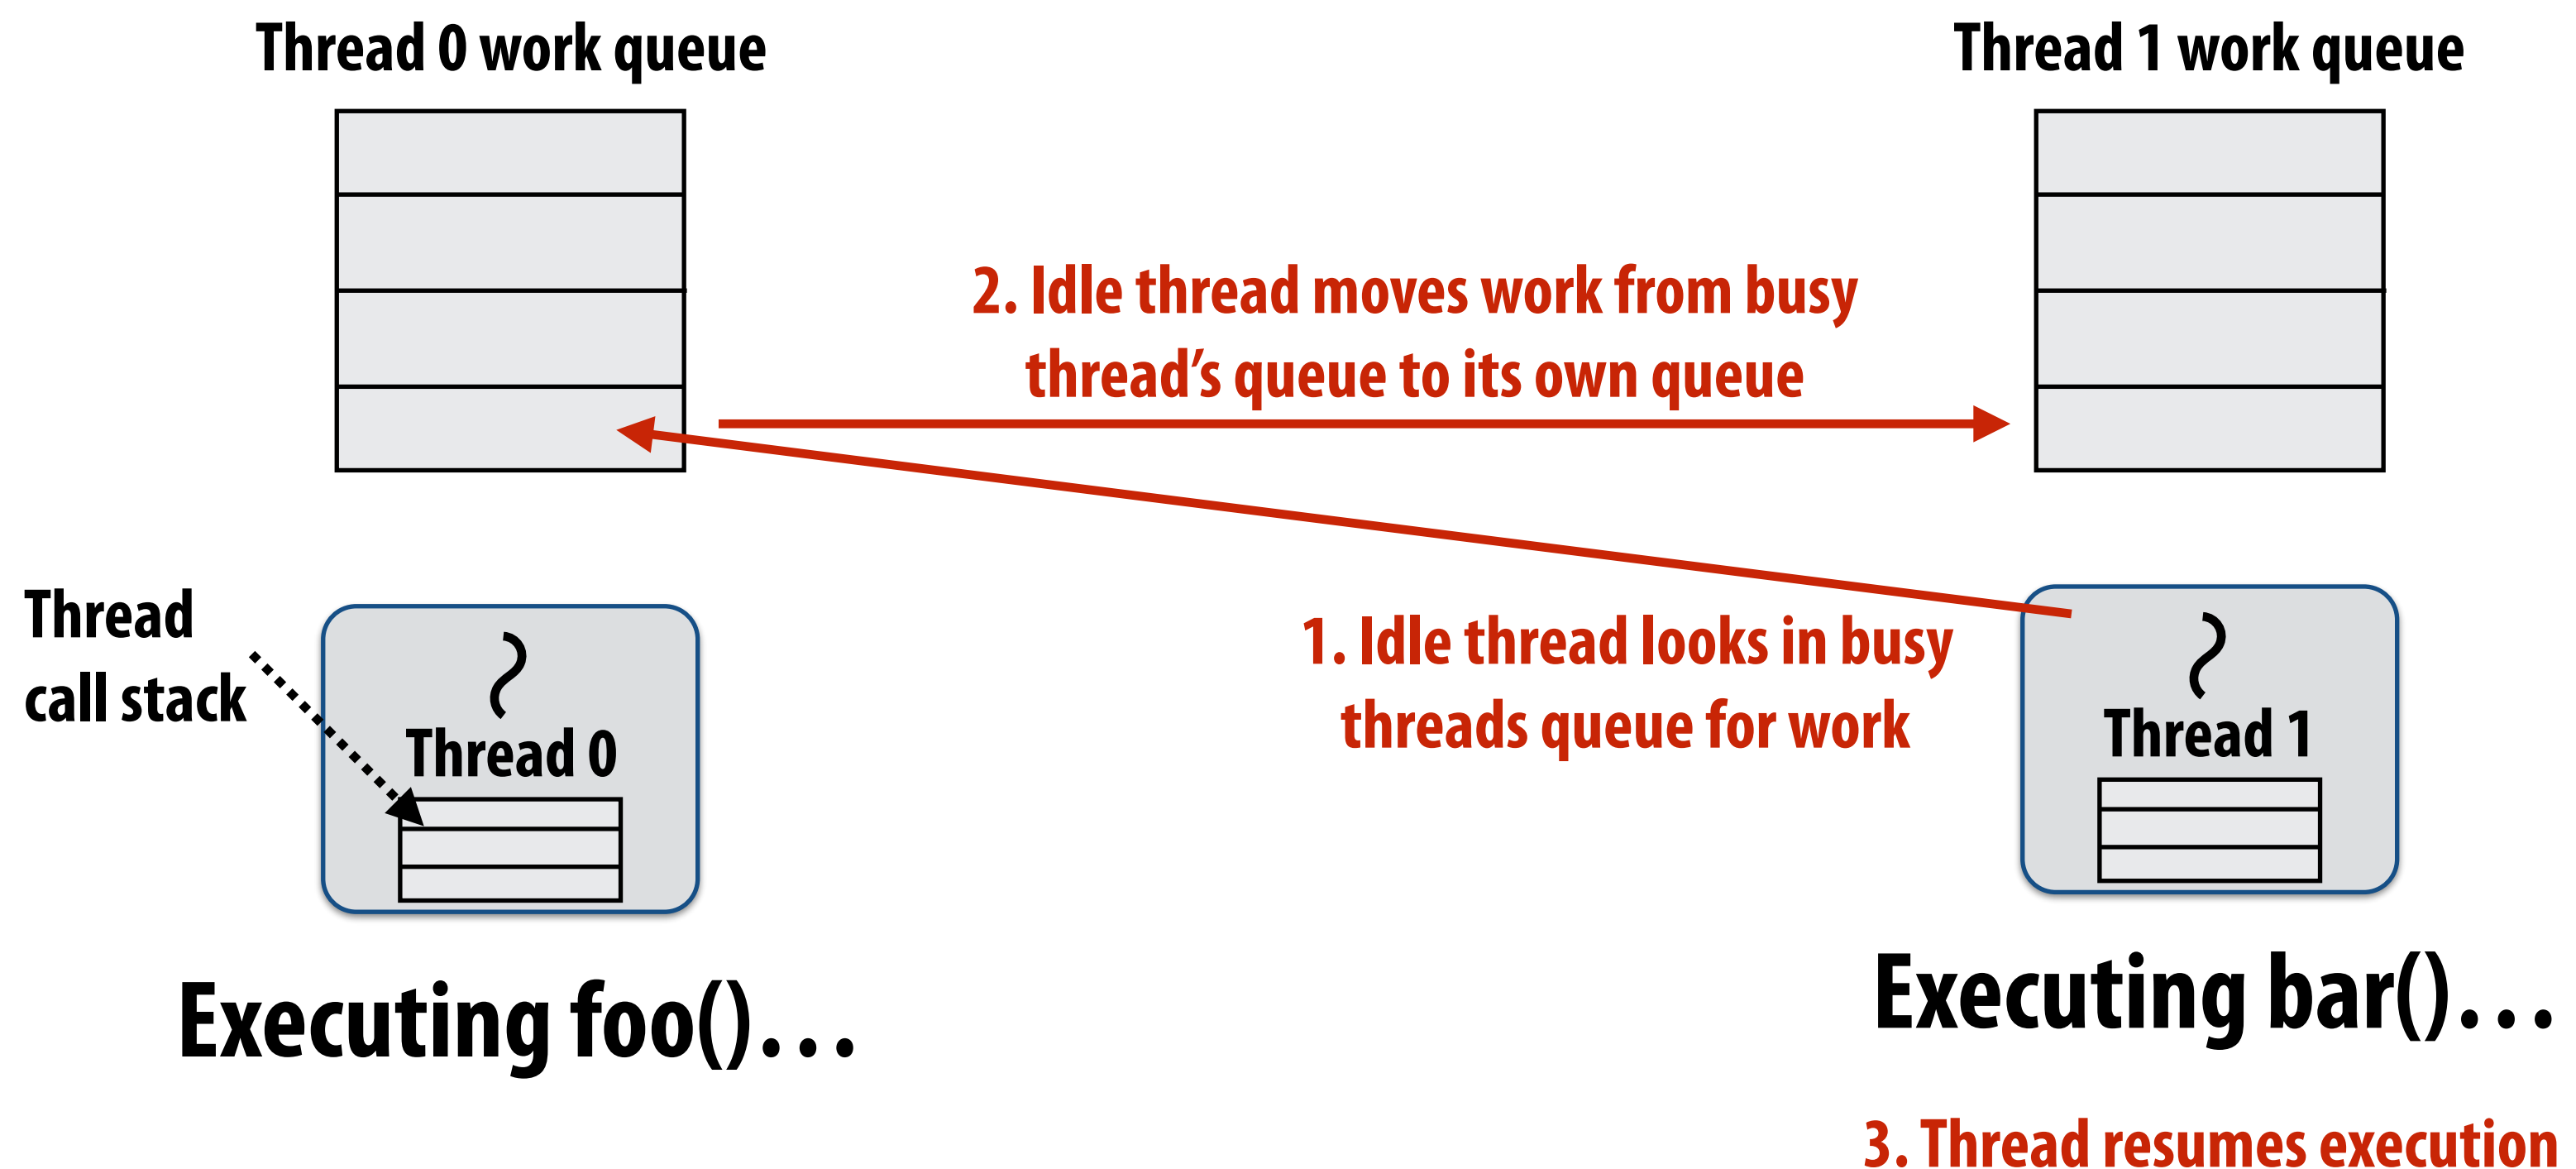 Thread 0 work queue
Thread 1 work queue
2. Idle thread moves work from busy
thread’s queue to its own queue
Thread
call stack
1. Idle thread looks in busy
threads queue for work
Thread 0
Thread 1
Executing foo()…
Executing bar()…
3. Thread resumes execution